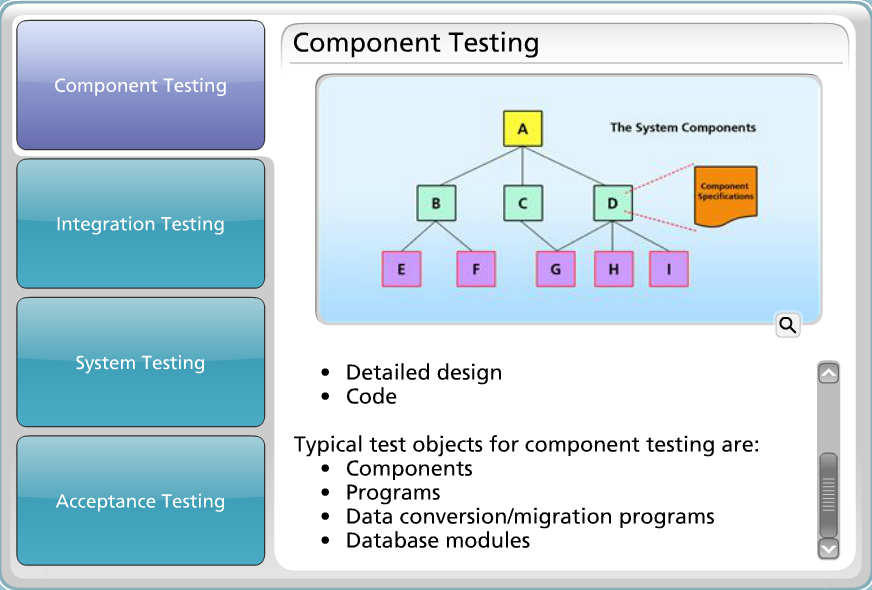 Component Testing
Integration Testing
System Testing
Acceptance Testing
Component Testing
The System Components
A
B
C
D
Component
Specifications
E
F
G
H
I
• Detailed design
• Code
Typical test objects for component testing are:
• Components
• Programs
• Data conversion/migration programs
• Database modules